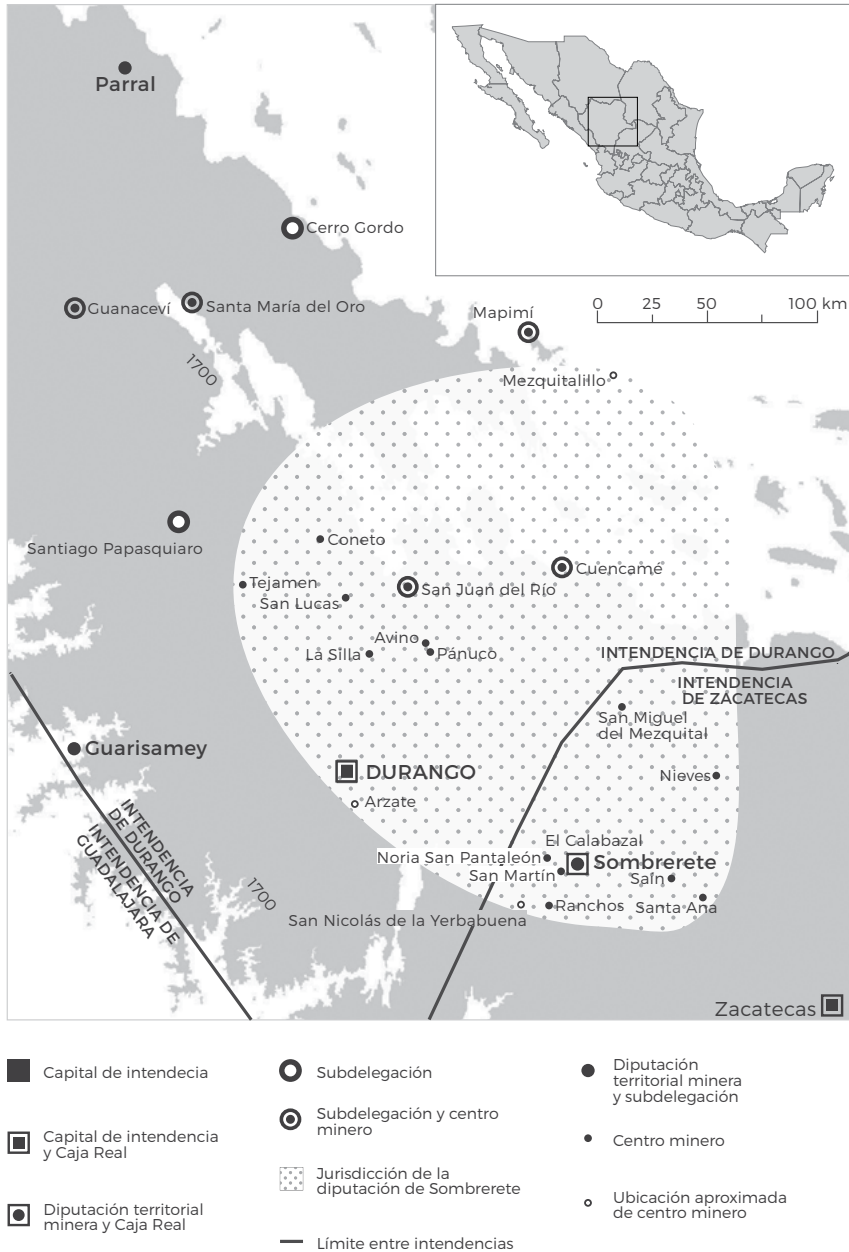 Parral
Cerro Gordo
Guanaceví
Santa María del Oro
Mapimí
0 25 50 100 km
1700
Mezquitalillo
Santiago Papasquiaro
Coneto
Cuencamé
Tejamen
San Lucas
San Juan del Río
Avino
La Silla
Pánuco
INTENDENCIA DE DURANGO
INTENDENCIA
DE ZACATECAS
San Miguel
del Mezquital
Guarisamey
DURANGO
Nieves
Arzate
INTENDENCIA
DE DURANGO
INTENDENCIA DE
GUADALAJARA
El Calabazal
Noria San Pantaleón
Sombrerete
San Martín
Saín
1700
San Nicolás de la Yerbabuena
Ranchos
Santa Ana
Zacatecas
Capital de intendecia
Capital de intendencia
y Caja Real
Diputación territorial
minera y Caja Real
Subdelegación
Subdelegación y centro
minero
Jurisdicción de la
diputación de Sombrerete
Límite entre intendencias
Diputación
territorial minera
y subdelegación
Centro minero
Ubicación aproximada
de centro minero